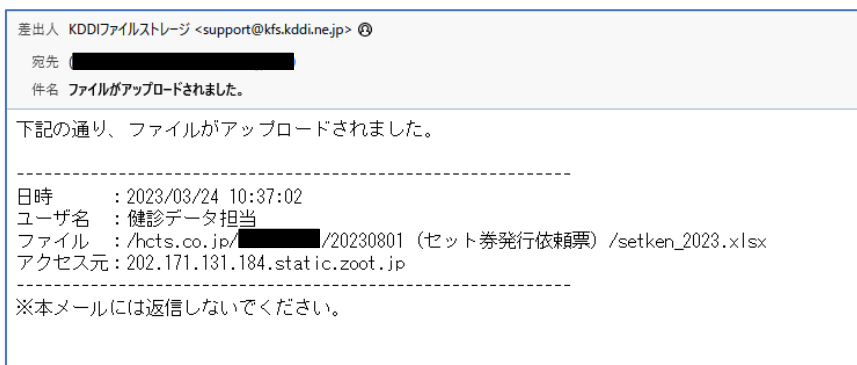 差出人 KDDIファイルストレージ <support@kfs.kddi.ne.jp>
宛先 (
件名 ファイルがアップロードされました。
下記の通り、ファイルがアップロードされました。
------------------------------------------------------------
日時 :2023/03/24 10:37:02
ユーザ名 :健診データ担当
ファイル :/hcts.co.jp/ /20230801（セット券発行依頼票）/setken_2023.xlsx
アクセス元:202.171.131.184.static.zoot.jp
------------------------------------------------------------
※本メールには返信しないでください。